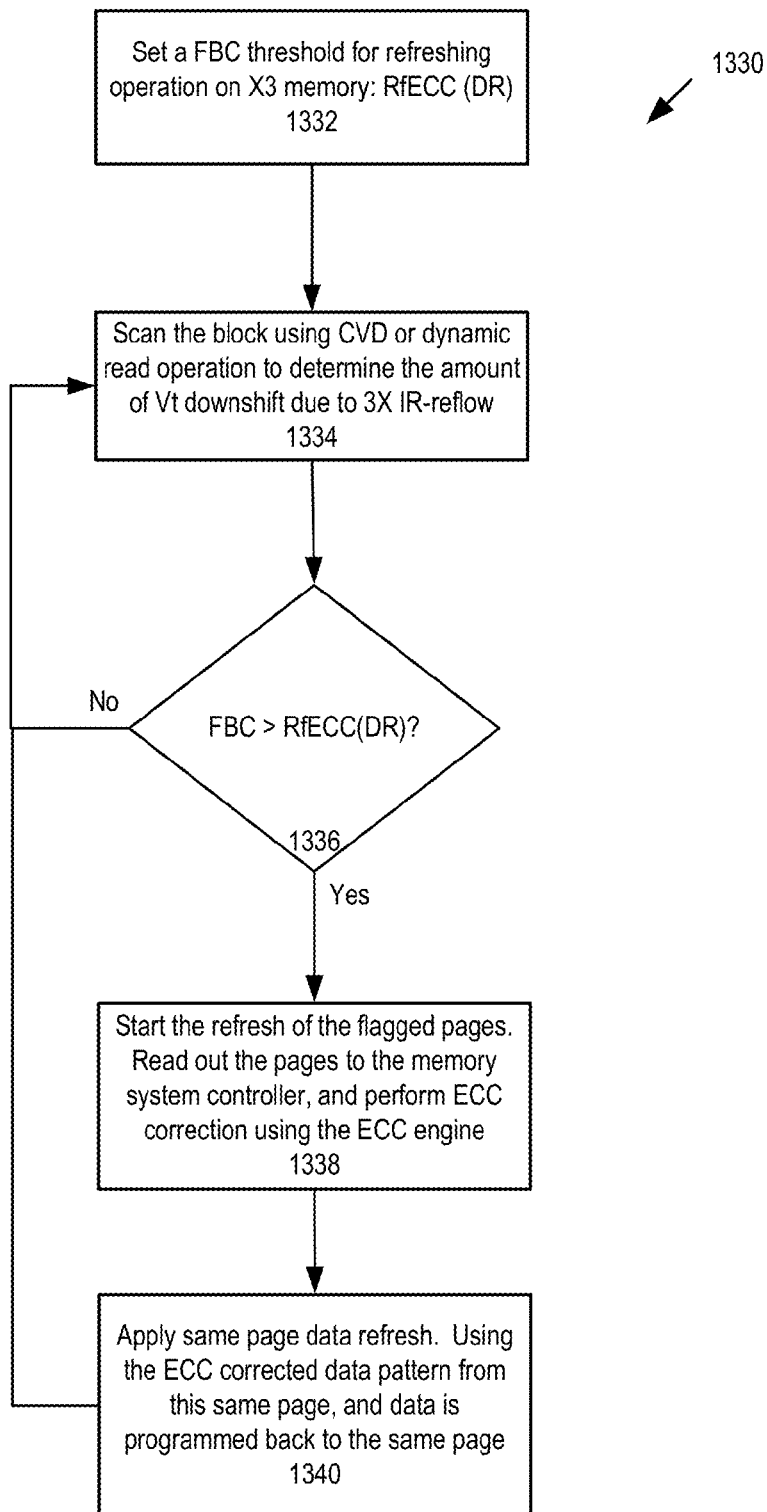 Set a FBC threshold for refreshing
operation on X3 memory: RfECC (DR)
1332
1330
Scan the block using CVD or dynamic
read operation to determine the amount
of Vt downshift due to 3X IR-reflow
1334
No
FBC > RfECC(DR)?
1336
Yes
Start the refresh of the flagged pages.
Read out the pages to the memory
system controller, and perform ECC
correction using the ECC engine
1338
Apply same page data refresh. Using
the ECC corrected data pattern from
this same page, and data is
programmed back to the same page
1340